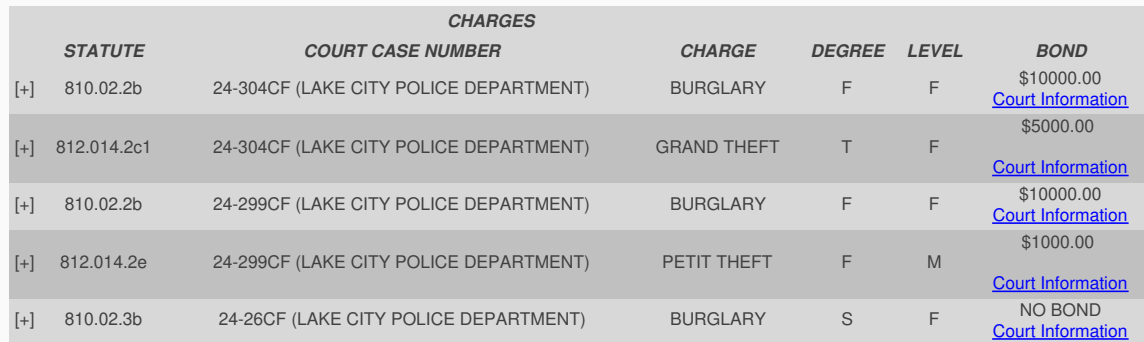 CHARGES
STATUTE COURT CASE NUMBER CHARGE DEGREE LEVEL BOND
[+] 810.02.2b 24-304CF (LAKE CITY POLICE DEPARTMENT) BURGLARY F F $10000.00
Court Information
[+] 812.014.2c1 24-304CF (LAKE CITY POLICE DEPARTMENT) GRAND THEFT T F $5000.00
Court Information
[+] 810.02.2b 24-299CF (LAKE CITY POLICE DEPARTMENT) BURGLARY F F $10000.00
Court Information
[+] 812.014.2e 24-299CF (LAKE CITY POLICE DEPARTMENT) PETIT THEFT F M $1000.00
Court Information
[+] 810.02.3b 24-26CF (LAKE CITY POLICE DEPARTMENT) BURGLARY S F NO BOND
Court Information